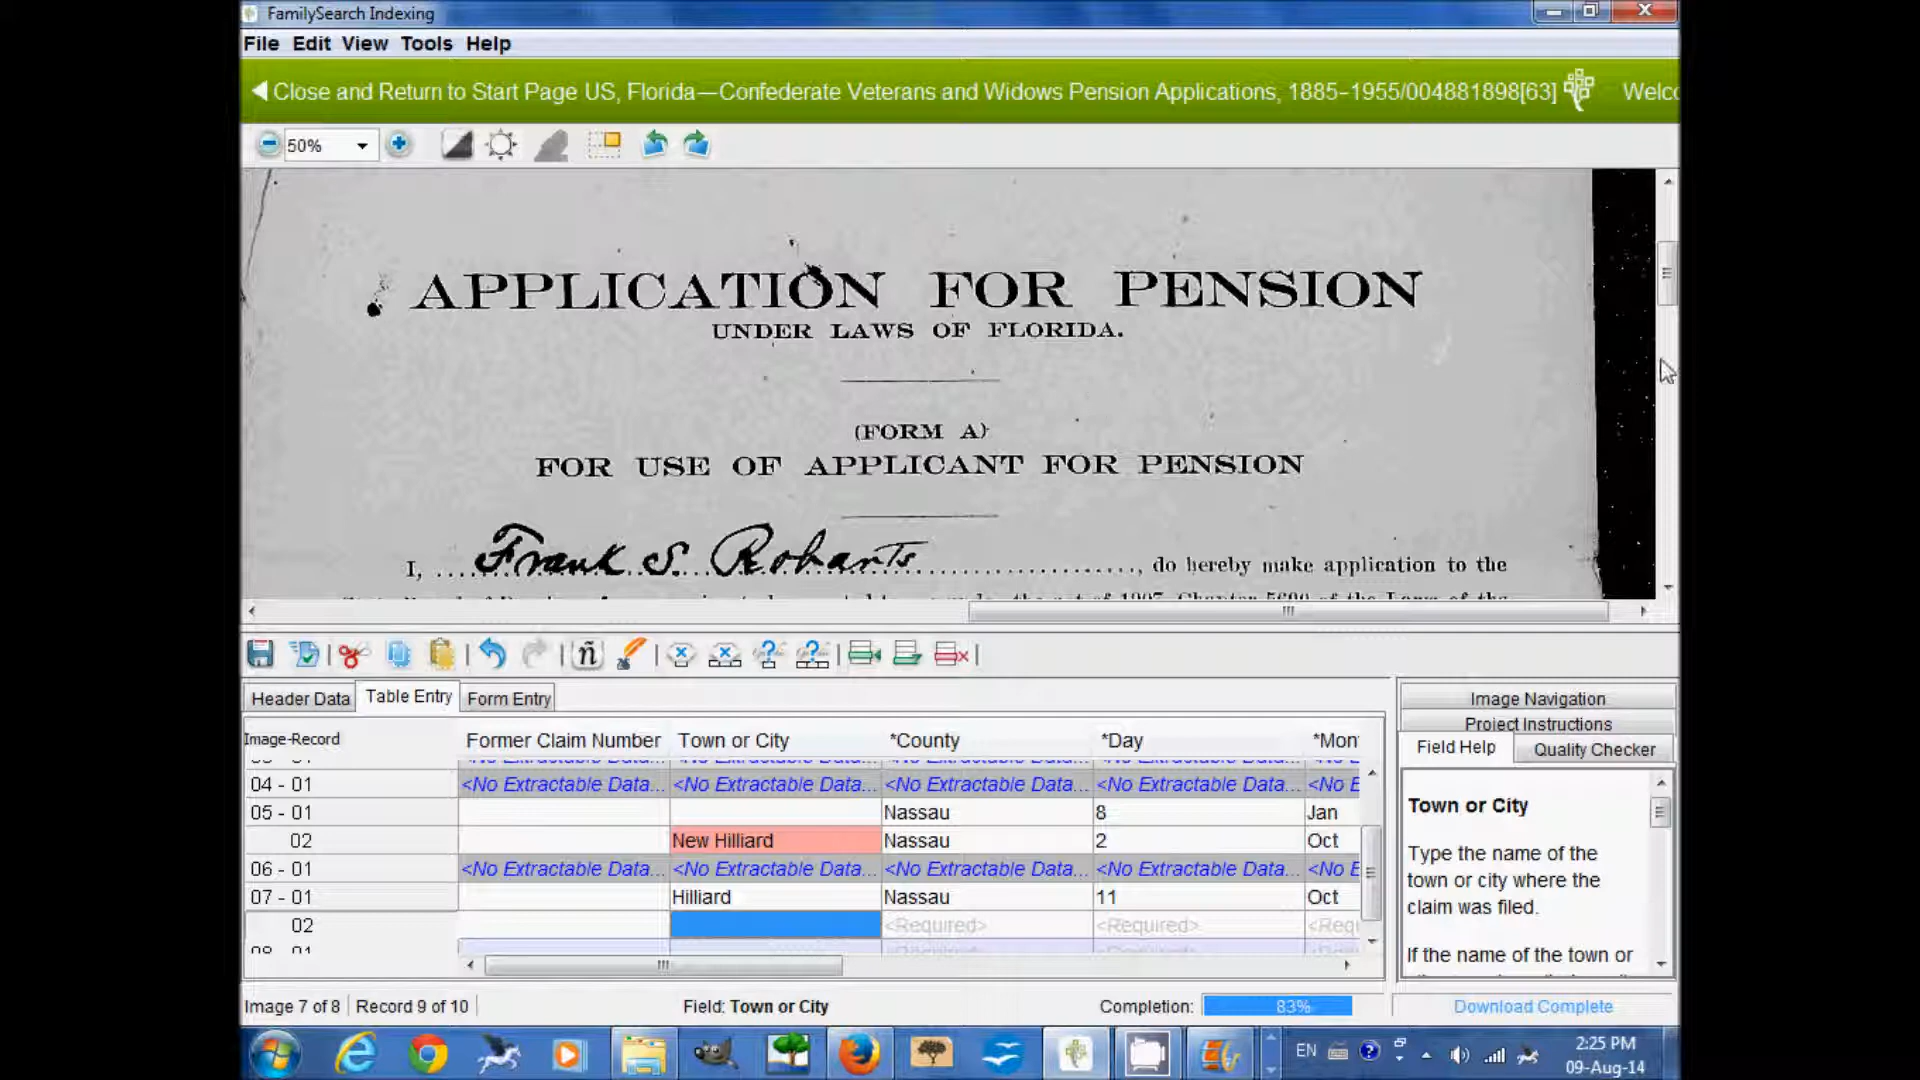 FamilySearch Indexing
File Edit View Tools Help
Close and Return to Start Page US, Florida—Confederate Veterans and Widows Pension Applications, 1885-1955/004881898[63] Welco
50%
APPLICATION FOR PENSION
UNDER LAWS OF FLORIDA.
(FORM A)
FOR USE OF APPLICANT FOR PENSION
I, Frank S. Roharts, do hereby make application to the
ñ
Header Data Table Entry Form Entry
Image-Record Former Claim Number Town or City *County *Day *Mon
04 - 01 <No Extractable Data... <No Extractable Data... <No Extractable Data... <No Extractable Data... <No E
05 - 01 Nassau 8 Jan
02 New Hilliard Nassau 2 Oct
06 - 01 <No Extractable Data... <No Extractable Data... <No Extractable Data... <No Extractable Data... <No E
07 - 01 Hilliard Nassau 11 Oct
02 <Required> <Required> <Req
Image Navigation
Project Instructions
Field Help Quality Checker
Town or City
Type the name of the
town or city where the
claim was filed.
If the name of the town or
Image 7 of 8 Record 9 of 10 Field: Town or City Completion: 83% Download Complete
EN 2:25 PM
09-Aug-14